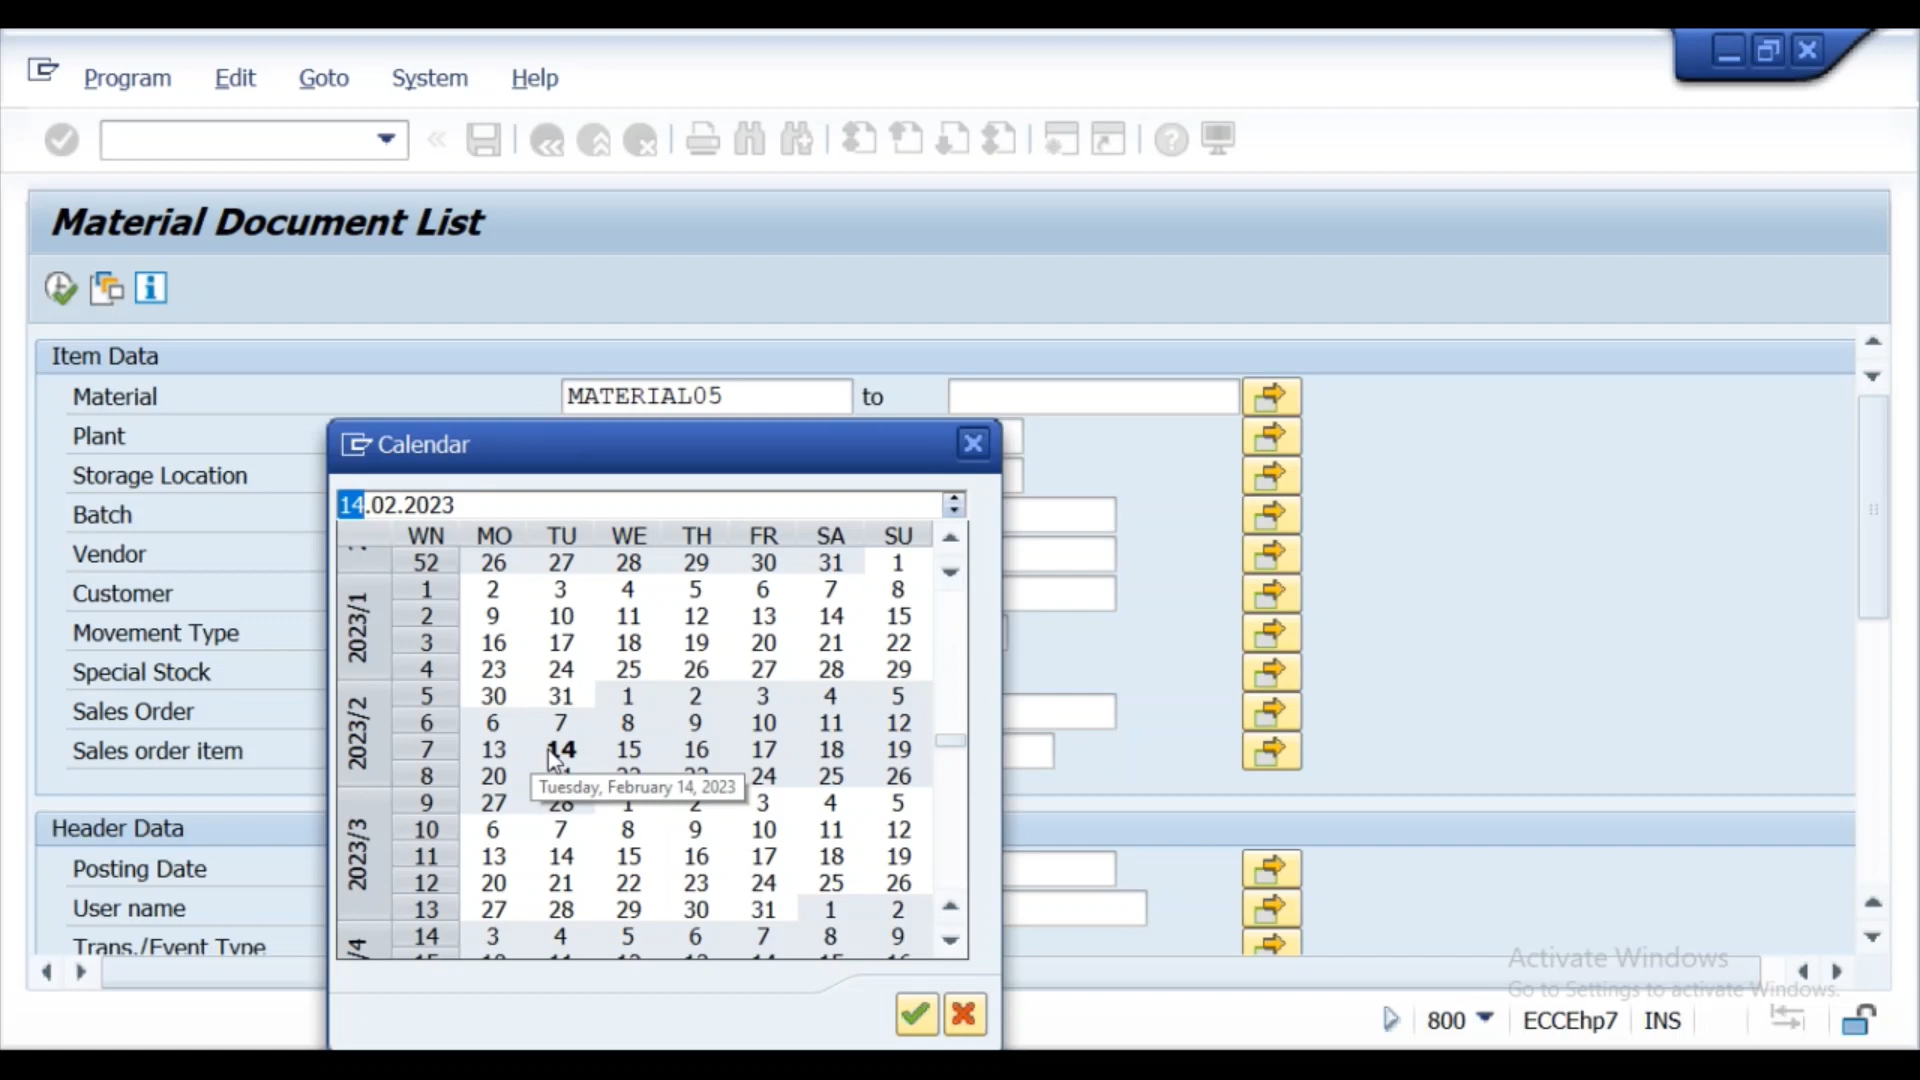 Program Edit Goto System Help
Material Document List
Item Data
Material MATERIAL05 to
Plant
Storage Location
Batch
Vendor
Customer
Movement Type
Special Stock
Sales Order
Sales order item
Header Data
Posting Date
User name
Trans./Event Type
Calendar
14.02.2023
WN MO TU WE TH FR SA SU
52 26 27 28 29 30 31 1
2023/1
1 2 3 4 5 6 7 8
2 9 10 11 12 13 14 15
3 16 17 18 19 20 21 22
4 23 24 25 26 27 28 29
2023/2
5 30 31 1 2 3 4 5
6 6 7 8 9 10 11 12
7 13 14 15 16 17 18 19
8 20 24 25 26
Tuesday, February 14, 2023
2023/3
9 27 28 1 2 3 4 5
10 6 7 8 9 10 11 12
11 13 14 15 16 17 18 19
12 20 21 22 23 24 25 26
13 27 28 29 30 31 1 2
/4
14 3 4 5 6 7 8 9
Activate Windows
Go to Settings to activate Windows.
800 ECCEhp7 INS